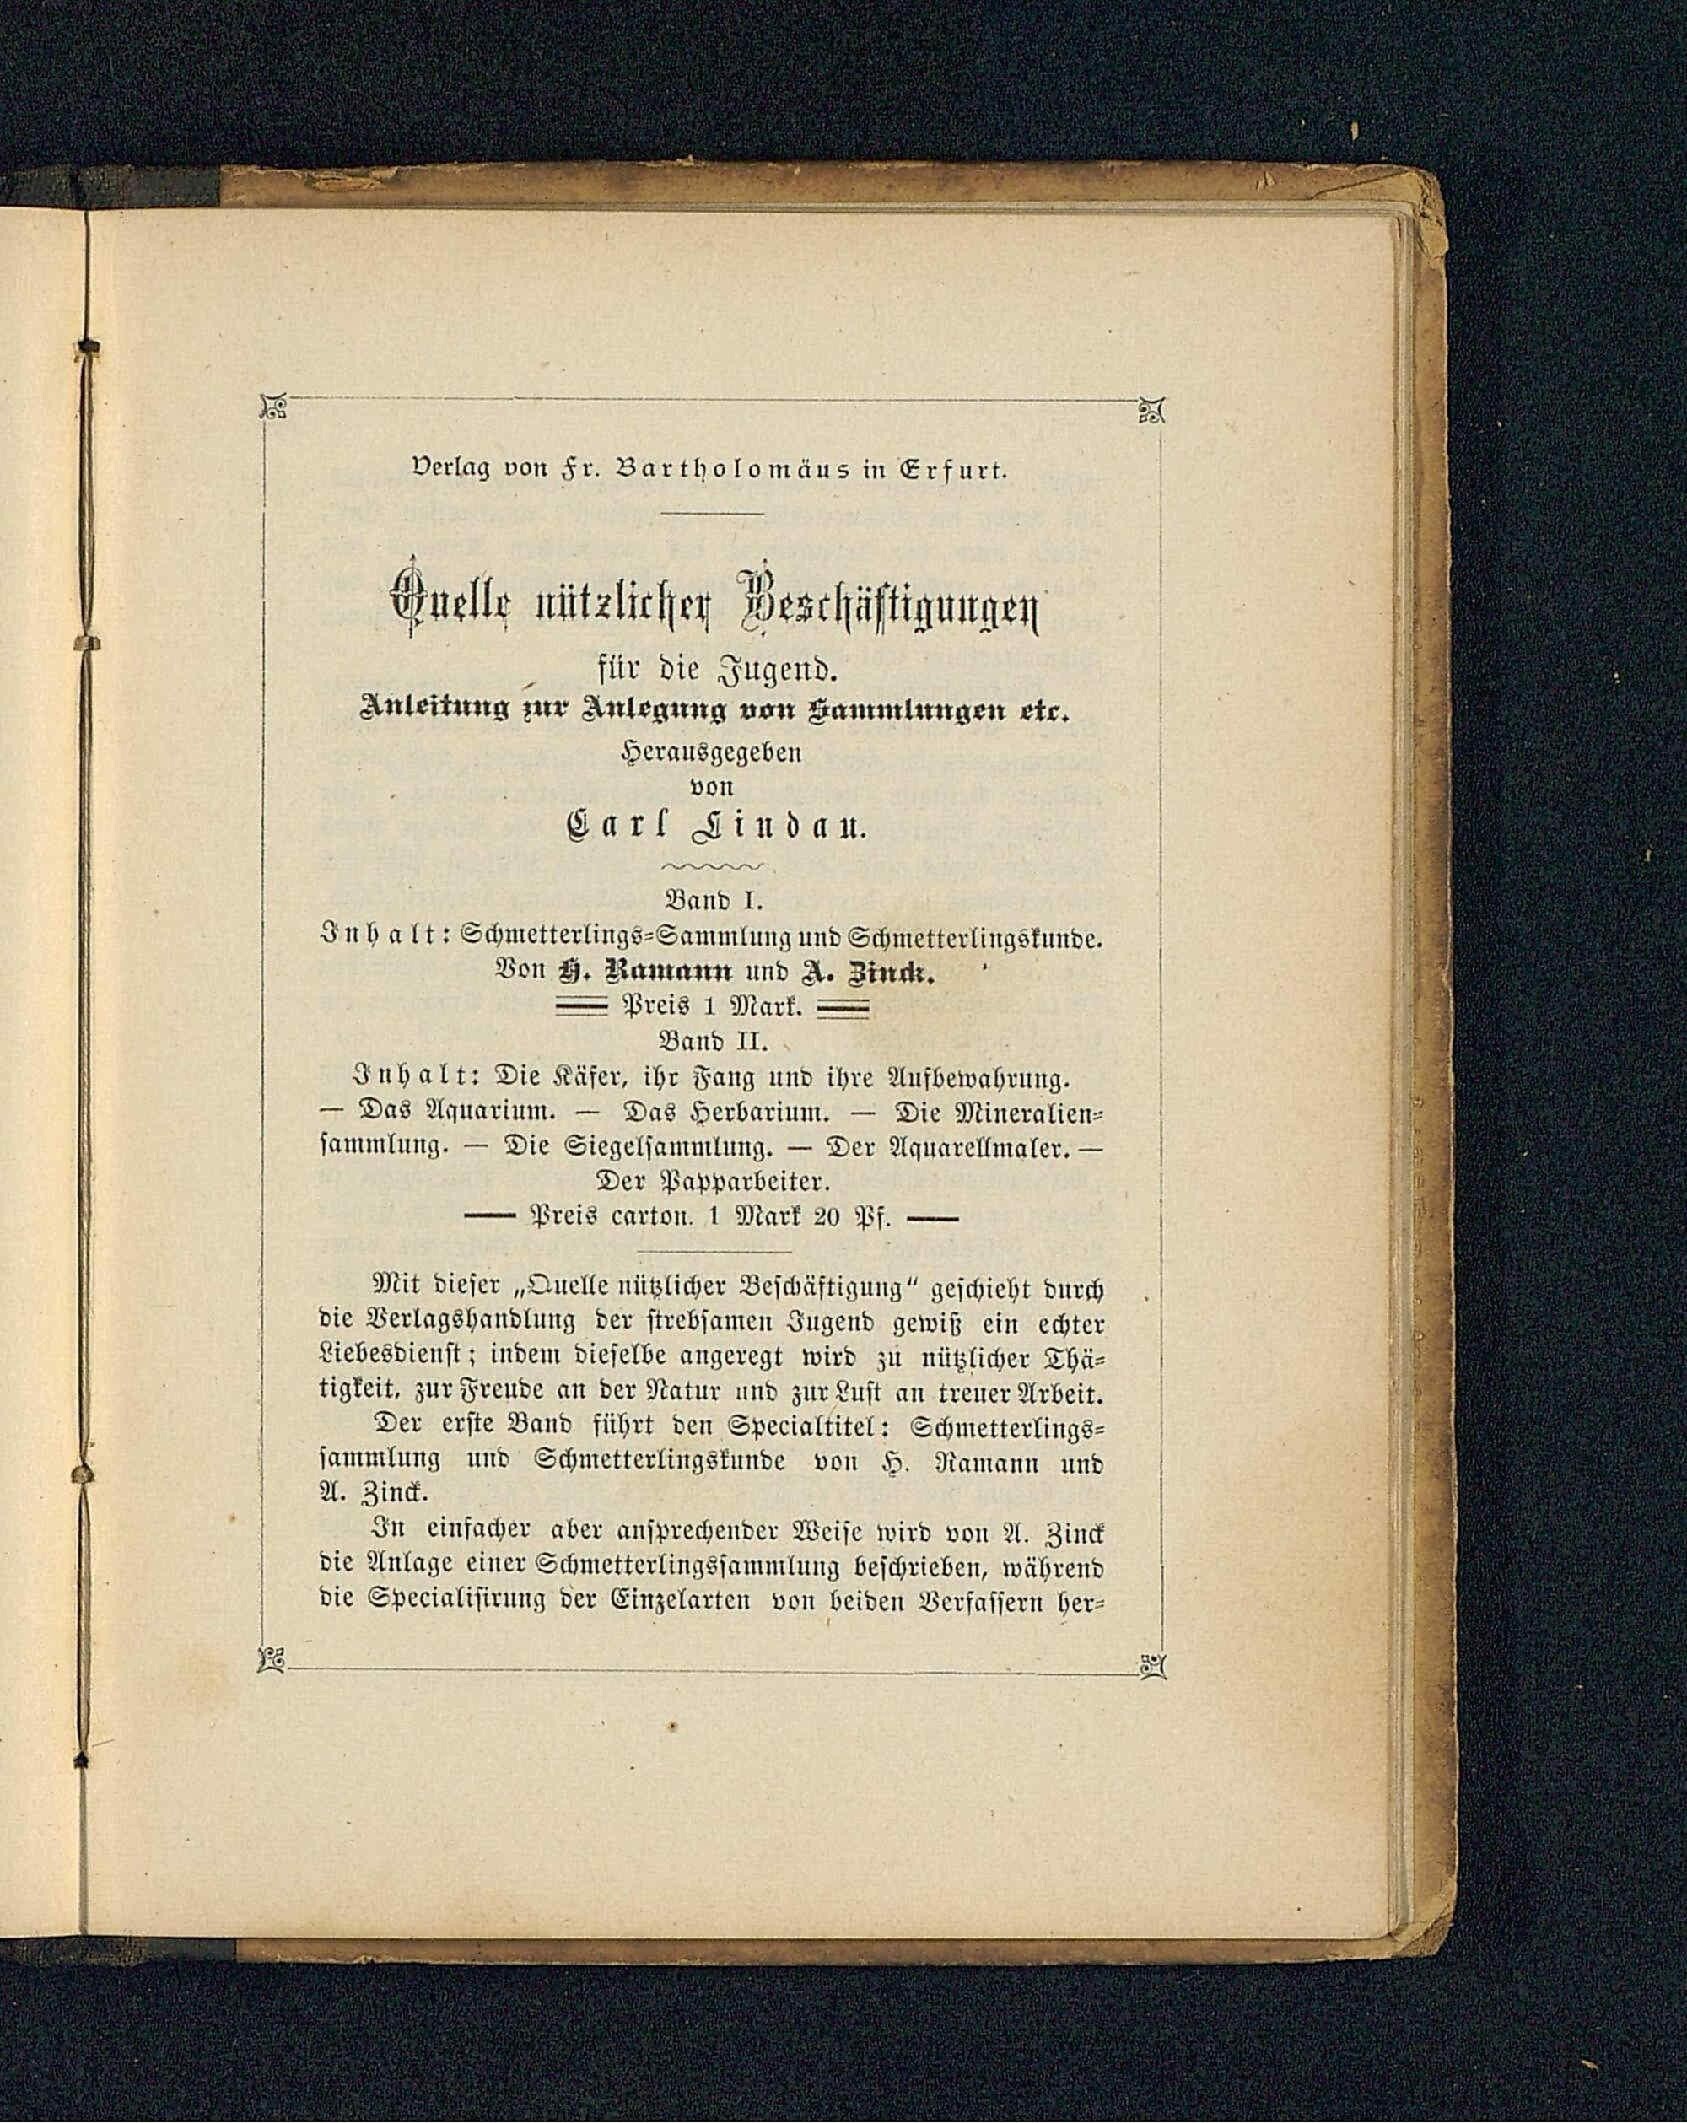 Verlag von Fr. Bartholomäus in Erfurt.
Quelle nützlicher Beschäftigungen
für die Jugend.
Anleitung zur Anlegung von Sammlungen etc.
Herausgegeben
von
Carl Lindau.
Band I.
Inhalt: Schmetterlings-Sammlung und Schmetterlingskunde.
Von H. Ramann und A. Zinck.
Preis 1 Mark.
Band II.
Inhalt: Die Käfer, ihr Fang und ihre Aufbewahrung.
— Das Aquarium. — Das Herbarium. — Die Mineralien-
sammlung. — Die Siegelsammlung. — Der Aquarellmaler. —
Der Papparbeiter.
— Preis carton. 1 Mark 20 Pf. —
Mit dieser „Quelle nützlicher Beschäftigung“ geschieht durch
die Verlagshandlung der strebsamen Jugend gewiß ein echter
Liebesdienst; indem dieselbe angeregt wird zu nützlicher Thä-
tigkeit, zur Freude an der Natur und zur Lust an treuer Arbeit.
Der erste Band führt den Specialtitel: Schmetterlings-
sammlung und Schmetterlingskunde von H. Ramann und
A. Zinck.
In einfacher aber ansprechender Weise wird von A. Zinck
die Anlage einer Schmetterlingssammlung beschrieben, während
die Specialisirung der Einzelarten von beiden Verfassern her-